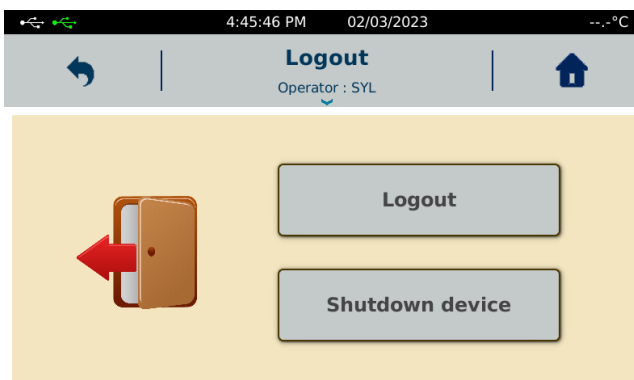 4:45:46 PM 02/03/2023 --.-°C
Logout
Operator : SYL
Logout
Shutdown device